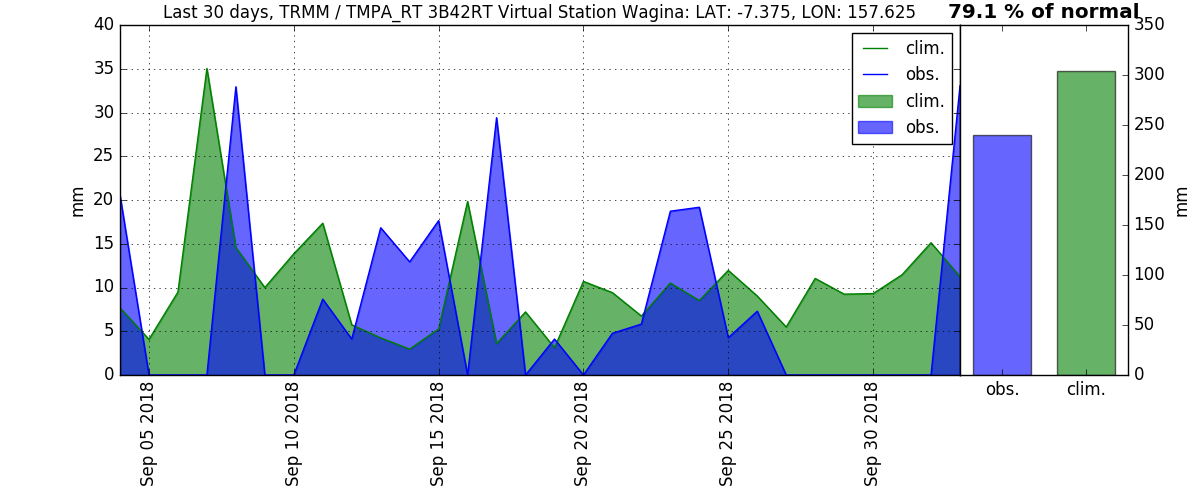 Last 30 days, TRMM / TMPA_RT 3B42RT Virtual Station Wagina: LAT: -7.375, LON: 157.625
79.1 % of normal
40
35
30
25
20
15
10
5
0
mm
clim.
obs.
clim.
obs.
Sep 05 2018
Sep 10 2018
Sep 15 2018
Sep 20 2018
Sep 25 2018
Sep 30 2018
350
300
250
200
150
100
50
0
mm
obs.
clim.